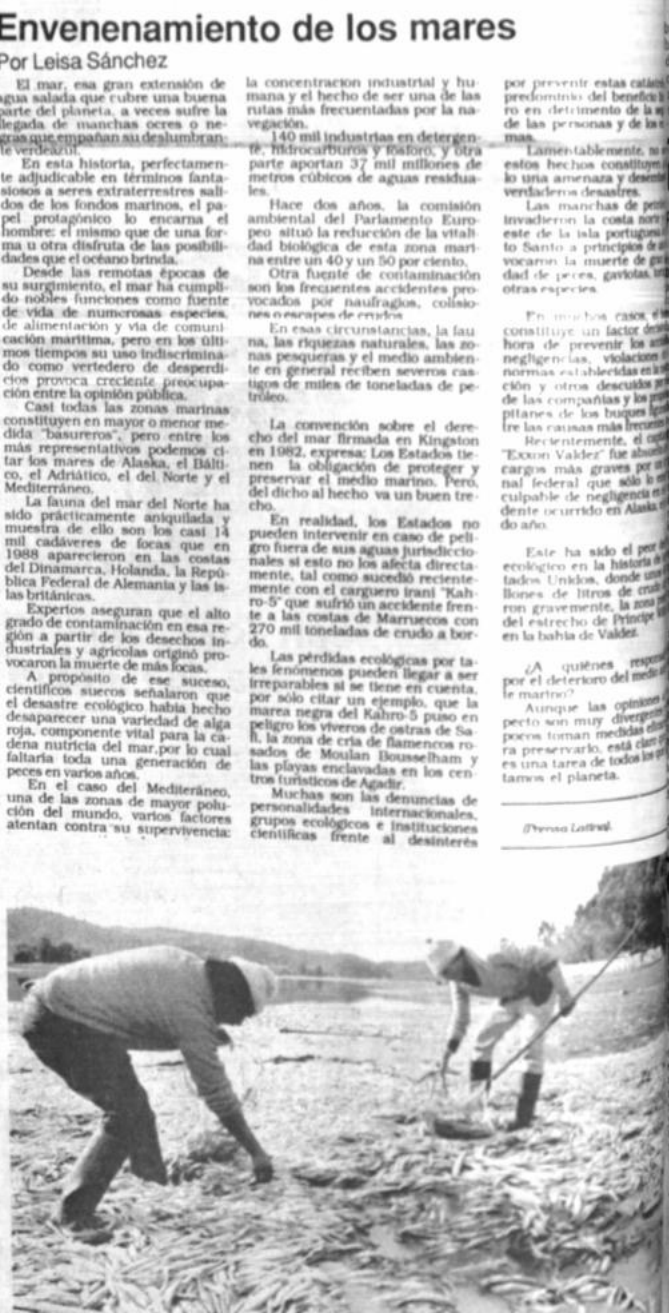 Envenenamiento de los mares
Por Leisa Sánchez
El mar, esa gran extensión de
agua salada que cubre una buena
parte del planeta, a veces sufre la
llegada de manchas ocres o ne-
gras que empañan su deslumbran-
te verdeazul.
En esta historia, perfectamen-
te adjudicable en términos fanta-
siosos a seres extraterrestres sali-
dos de los fondos marinos, el pa-
pel protagónico lo encarna el
hombre: el mismo que de una for-
ma u otra disfruta de las posibili-
dades que el océano brinda.
Desde las remotas épocas de
su surgimiento, el mar ha cumpli-
do nobles funciones como fuente
de vida de numerosas especies,
de alimentación y vía de comuni-
cación marítima, pero en los últi-
mos tiempos su uso indiscrimina-
do como vertedero de desperdi-
cios provoca creciente preocupa-
ción entre la opinión pública.
Casi todas las zonas marinas
constituyen en mayor o menor me-
dida "basureros", pero entre los
más representativos podemos ci-
tar los mares de Alaska, el Bálti-
co, el Adriático, el del Norte y el
Mediterráneo.
La fauna del mar del Norte ha
sido prácticamente aniquilada y
muestra de ello son los casi 14
mil cadáveres de focas que en
1988 aparecieron en las costas
del Dinamarca, Holanda, la Repú-
blica Federal de Alemania y las is-
las británicas.
Expertos aseguran que el alto
grado de contaminación en esa re-
gión a partir de los desechos in-
dustriales y agrícolas originó pro-
vocaron la muerte de más focas.
A propósito de ese suceso,
científicos suecos señalaron que
el desastre ecológico había hecho
desaparecer una variedad de alga
roja, componente vital para la ca-
dena nutricia del mar,por lo cual
faltaría toda una generación de
peces en varios años.
En el caso del Mediteráneo,
una de las zonas de mayor polu-
ción del mundo, varios factores
atentan contra su supervivencia:
la concentracion industrial y hu-
mana y el hecho de ser una de las
rutas más frecuentadas por la na-
vegación.
140 mil industrias en detergen-
te, hidrocarburos y fósforo, y otra
parte aportan 37 mil millones de
metros cúbicos de aguas residua-
les.
Hace dos años, la comisión
ambiental del Parlamento Euro-
peo situó la reducción de la vitali-
dad biológica de esta zona mari-
na entre un 40 y un 50 por ciento.
Otra fuente de contaminación
son los frecuentes accidentes pro-
vocados por naufragios, colisio-
nes o escapes de crudos
En esas circunstancias, la fau
na, las riquezas naturales, las zo-
nas pesqueras y el medio ambien-
te en general reciben severos cas-
tigos de miles de toneladas de pe-
tróleo.
La convención sobre el dere-
cho del mar firmada en Kingston
en 1982, expresa: Los Estados tie-
nen la obligación de proteger y
preservar el medio marino. Pero,
del dicho al hecho va un buen tre-
cho.
En realidad, los Estados no
pueden intervenir en caso de peli-
gro fuera de sus aguas jurisdiccio-
nales si esto no los afecta directa-
mente, tal como sucedió reciente-
mente con el carguero iraní "Kah-
ro-5" que sufrió un accidente fren-
te a las costas de Marruecos con
270 mil toneladas de crudo a bor-
do.
Las pérdidas ecológicas por ta-
les fenómenos pueden llegar a ser
irreparables si se tiene en cuenta,
por sólo citar un ejemplo, que la
marea negra del Kahro-5 puso en
peligro los viveros de ostras de Sa-
fi, la zona de cría de flamencos ro-
sados de Moulan Bousselham y
las playas enclavadas en los cen-
tros turísticos de Agadir.
Muchas son las denuncias de
personalidades internacionales,
grupos ecológicos e instituciones
científicas frente al desinterés
por prevenir estas
predominio del beneficio
ro en detrimento de la
de las personas y de las
mas.
Lamentablemente,
estos hechos constituyen
lo una amenaza y
verdaderos desastres.
Las manchas de
invadieron la costa
este de la isla portuguesa
to Santo a principios de
vocaron la muerte de
dad de peces, gaviotas,
otras especies.
En muchos casos,
constituye un factor
hora de prevenir los
negligencias, violaciones
normas establecidas en
ción y otros descuidos
de las compañías y los
pitanes de los buques
tre las causas más
Recientemente, el
"Exxon Valdez" fue
cargos más graves por
nal federal que sólo lo
culpable de negligencia en
dente ocurrido en Alaska
do año.
Este ha sido el peor
ecológico en la historia de
tados Unidos, donde
llones de litros de
ron gravemente, la zona
del estrecho de Príncipe
en la bahía de Valdez.
¿A quiénes
por el deterioro del medio
te marino?
Aunque las opiniones
pecto son muy
pocos toman medidas
ra preservarlo, está claro
es una tarea de todos los
tamos el planeta.
(Prensa Latina).